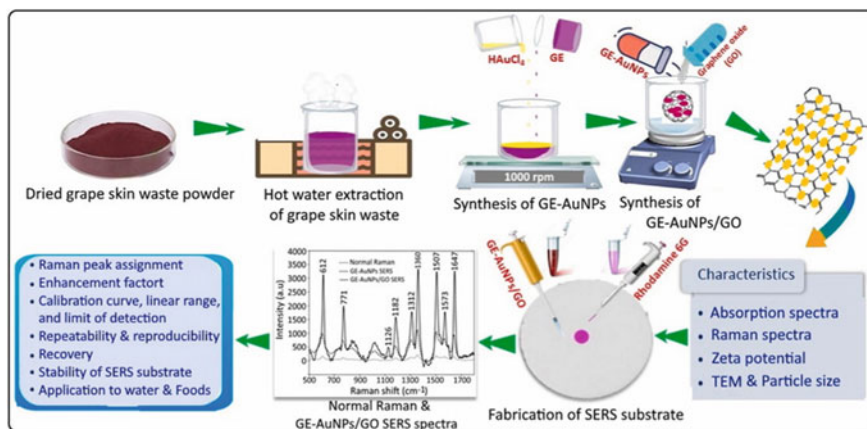 HAuCl₄
GE
GE-AuNPs
Graphene oxide
(GO)
Dried grape skin waste powder
Hot water extraction
of grape skin waste
1000 rpm
Synthesis of GE-AuNPs
Synthesis of
GE-AuNPs/GO
Characteristics
• Absorption spectra
• Raman spectra
• Zeta potential
• TEM & Particle size
GE-AuNPs/GO
Rhodamine 6G
Fabrication of SERS substrate
Intensity (a.u)
4000
3500
3000
2500
2000
1500
1000
500
0
Normal Raman
GE-AuNPs SERS
GE-AuNPs/GO SERS
612
771
1126
1182
1312
1360
1507
1573
1647
500 700 900 1100 1300 1500 1700
Raman shift (cm⁻¹)
Normal Raman &
GE-AuNPs/GO SERS spectra
• Raman peak assignment
• Enhancement factort
• Calibration curve, linear range,
and limit of detection
• Repeatability & reproducibility
• Recovery
• Stability of SERS substrate
• Application to water & Foods